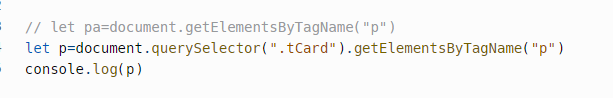 // let pa=document.getElementsByTagName("p")
let p=document.querySelector(".tCard").getElementsByTagName("p")
console.log(p)